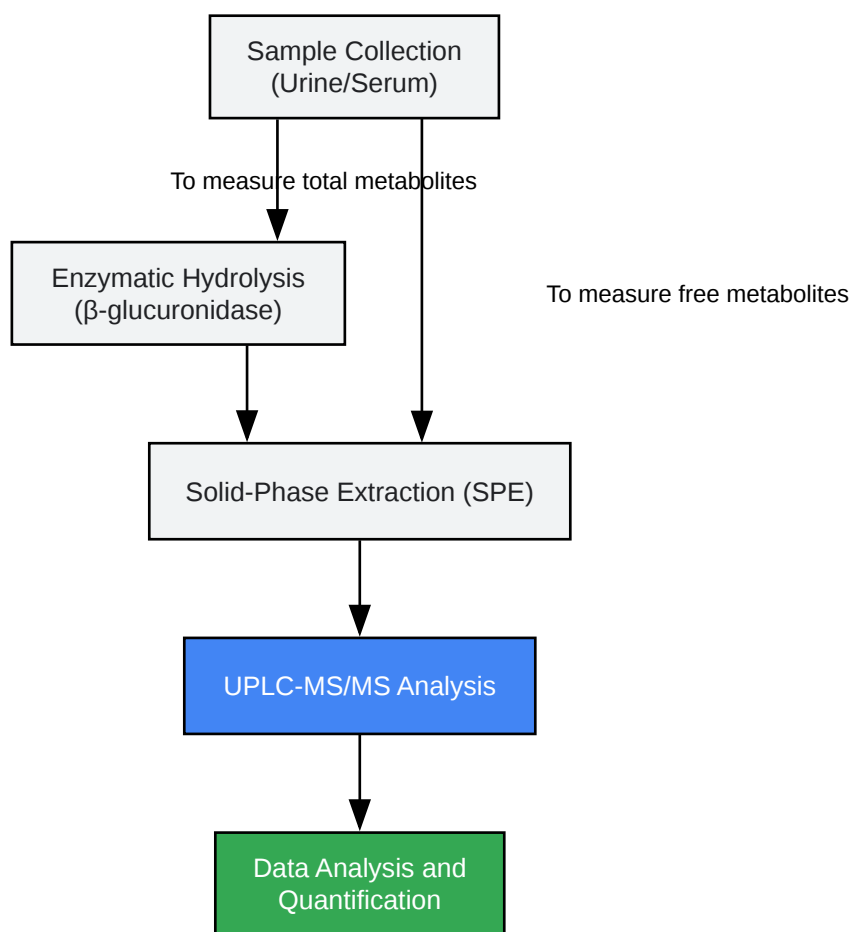 Sample Collection
(Urine/Serum)
To measure total metabolites
Enzymatic Hydrolysis
(β-glucuronidase)
To measure free metabolites
Solid-Phase Extraction (SPE)
UPLC-MS/MS Analysis
Data Analysis and
Quantification